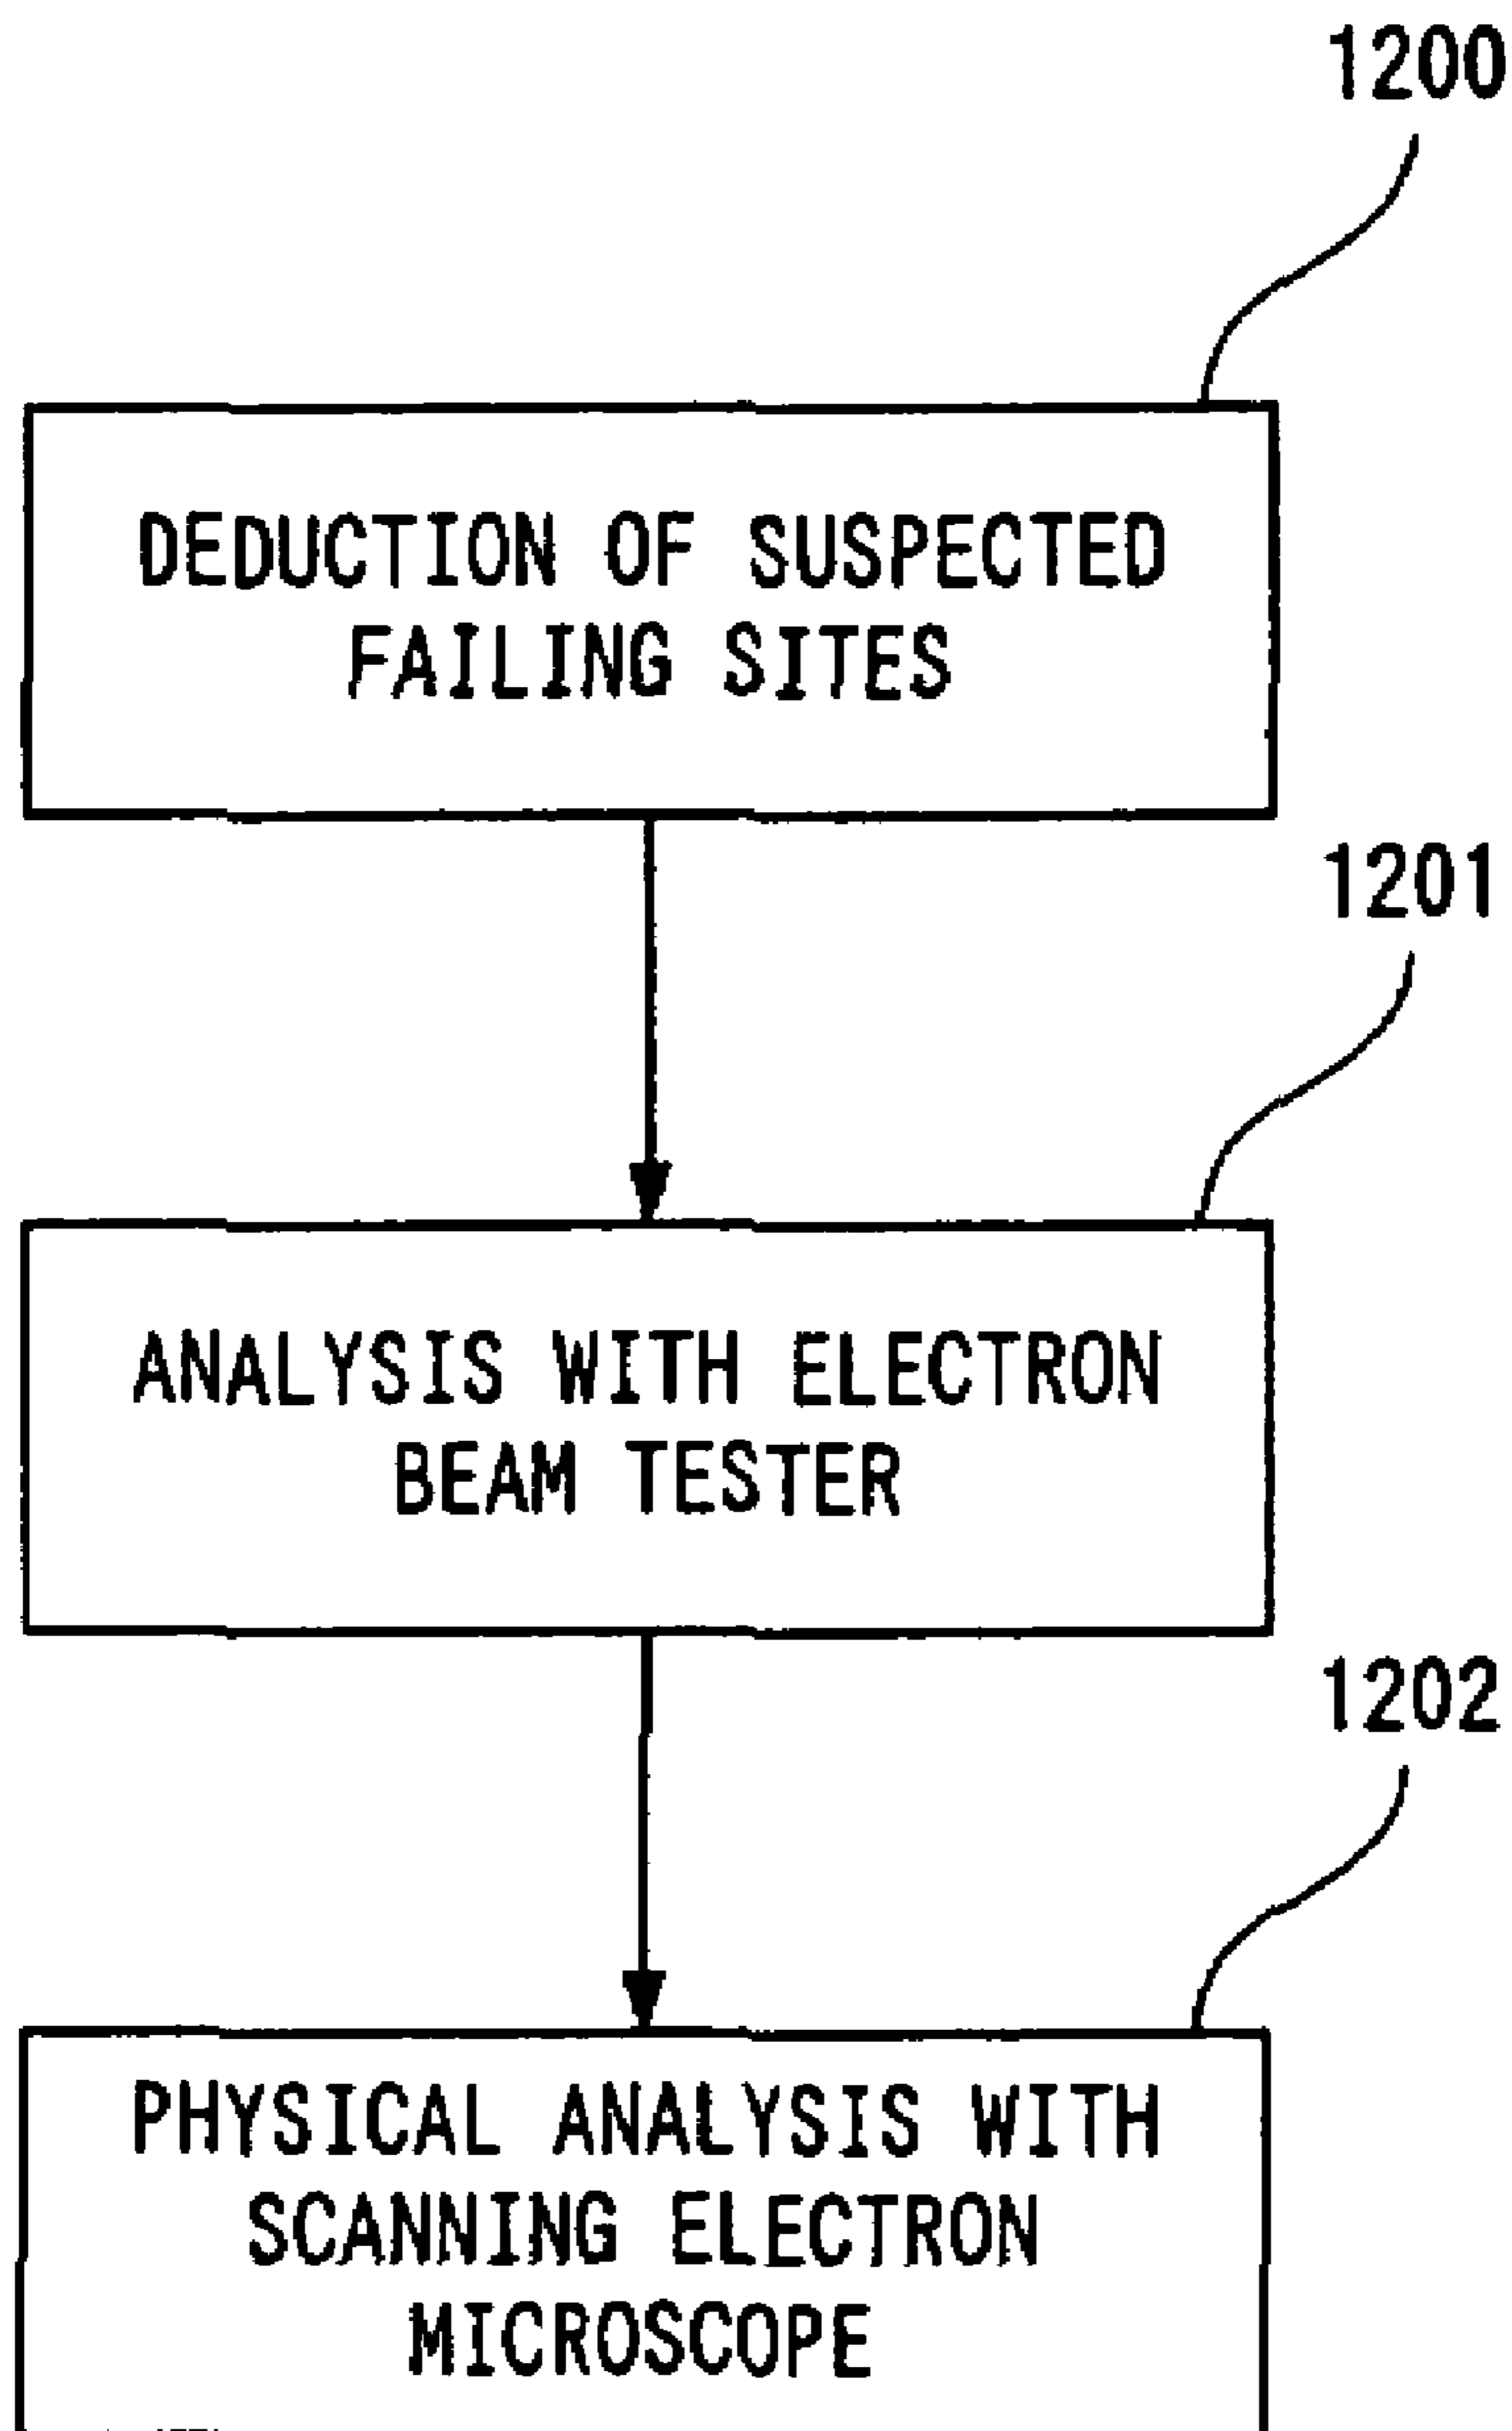 1200
DEDUCTION OF SUSPECTED
FAILING SITES
1201
ANALYSIS WITH ELECTRON
BEAM TESTER
1202
PHYSICAL ANALYSIS WITH
SCANNING ELECTRON
MICROSCOPE